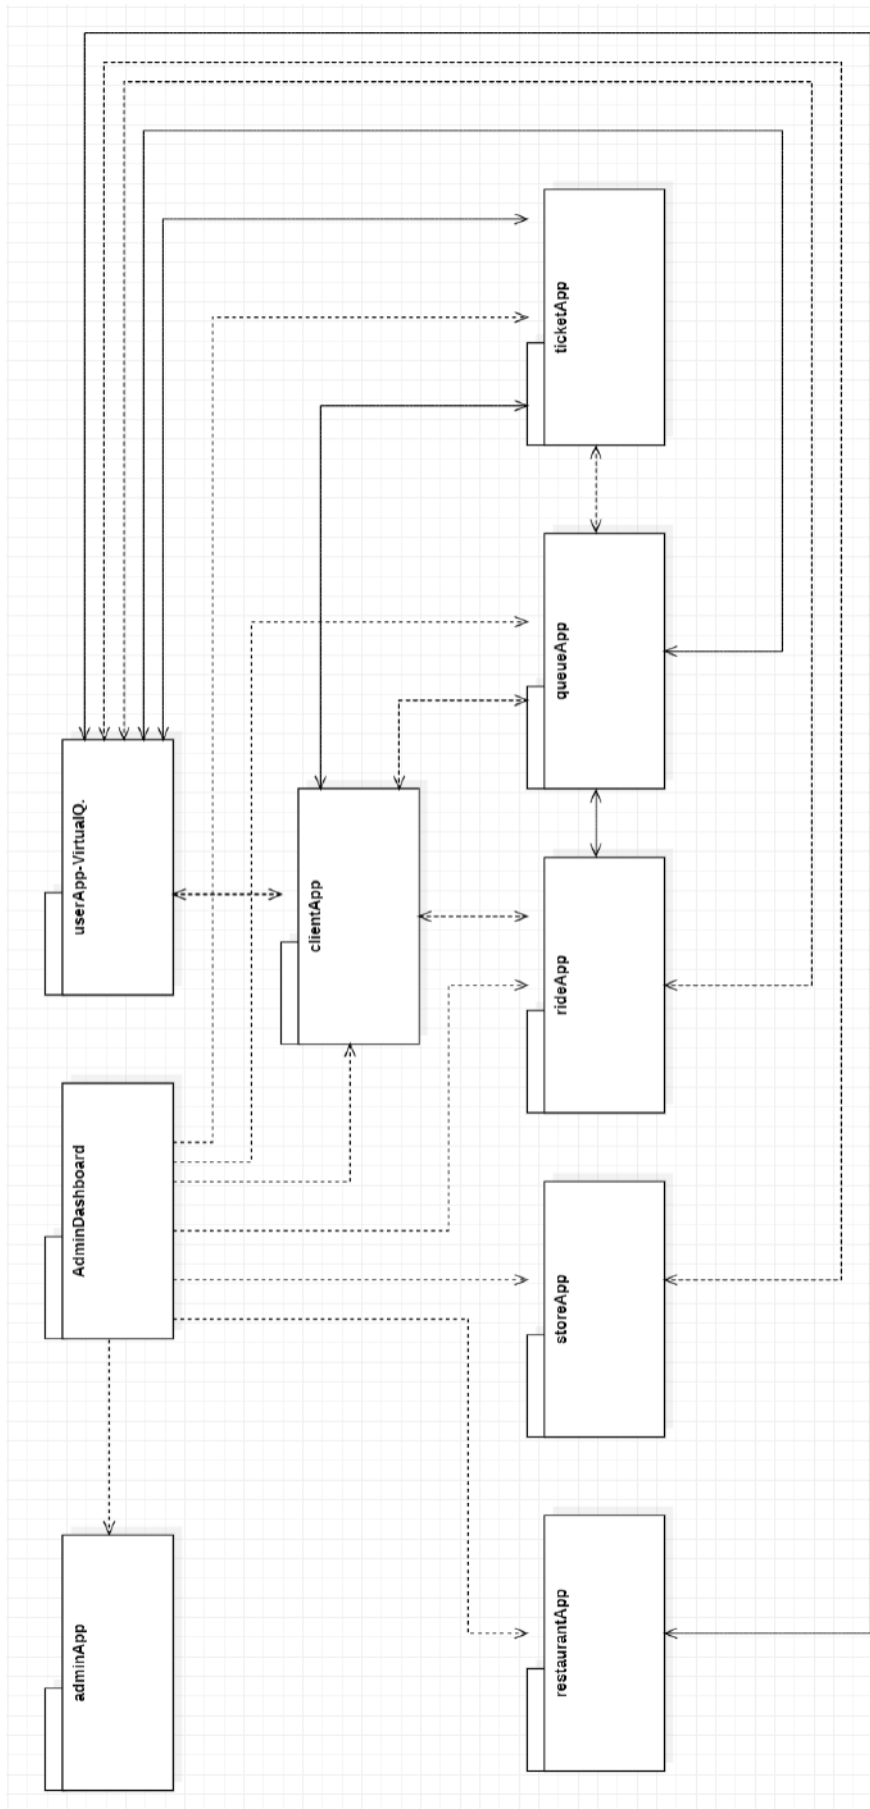 adminApp
AdminDashboard
userApp-VirtualQ.
clientApp
restaurantApp
storeApp
rideApp
queueApp
ticketApp